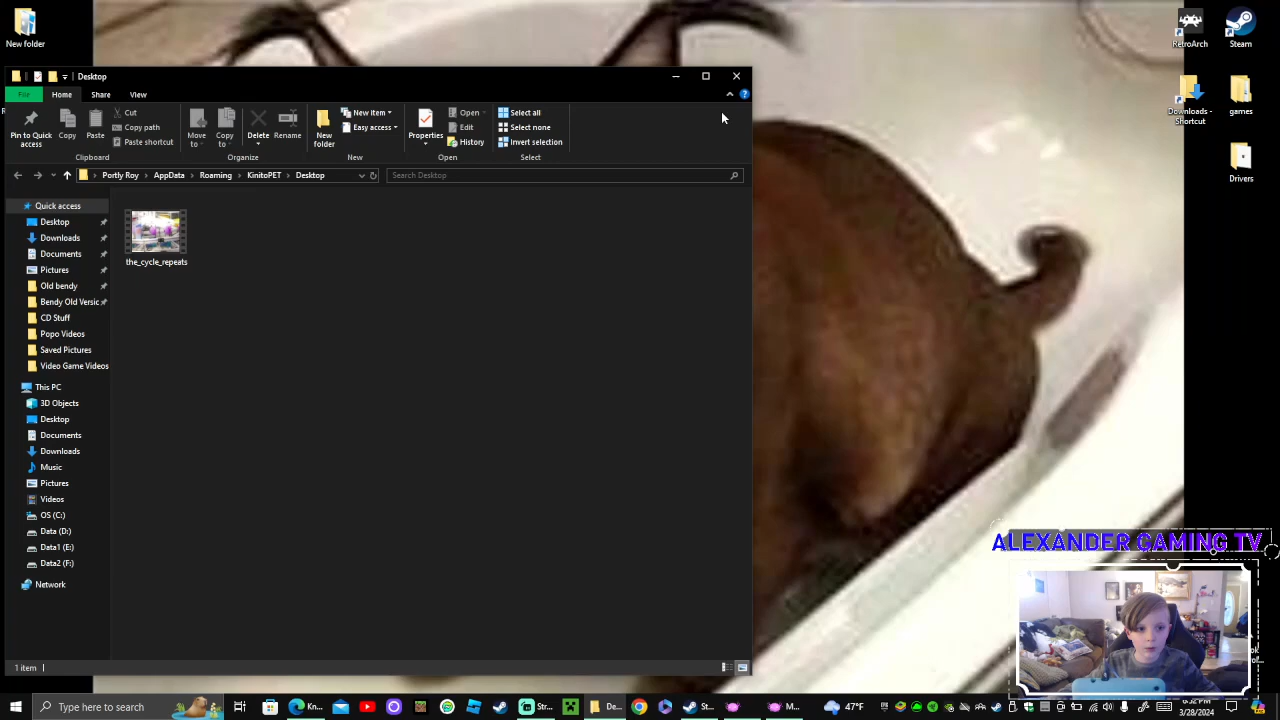 New folder
RetroArch
Steam
Downloads - Shortcut
games
Drivers
Desktop
File
Home
Share
View
Pin to Quick access
Copy
Paste
Cut
Copy path
Paste shortcut
Clipboard
Move to
Copy to
Delete
Rename
Organize
New folder
New item
Easy access
New
Properties
Open
Edit
History
Open
Select all
Select none
Invert selection
Select
Portly Roy
AppData
Roaming
KinitoPET
Desktop
Search Desktop
Quick access
Desktop
Downloads
Documents
Pictures
Old bendy
Bendy Old Versic
CD Stuff
Popo Videos
Saved Pictures
Video Game Videos
This PC
3D Objects
Desktop
Documents
Downloads
Music
Pictures
Videos
OS (C:)
Data (D:)
Data1 (E:)
Data2 (F:)
Network
the_cycle_repeats
1 item
ALEXANDER GAMING TV
Type here to search
Str...
De...
St...
M...
47°F
3/28/2024